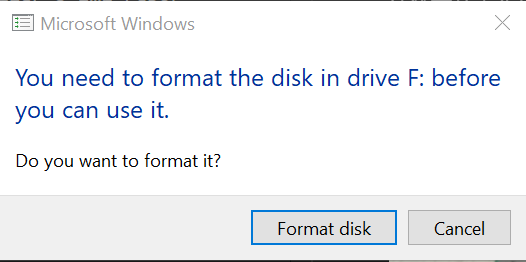 Microsoft Windows
You need to format the disk in drive F: before
you can use it.
Do you want to format it?
Format disk
Cancel